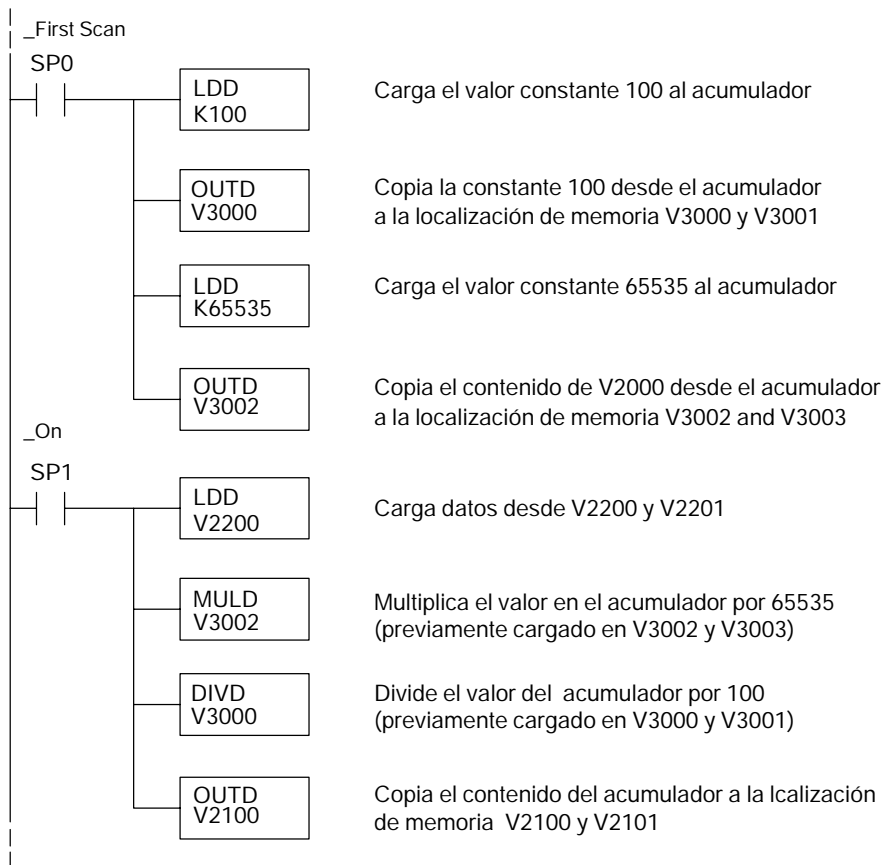 _First Scan
SP0
LDD
K100
Carga el valor constante 100 al acumulador
OUTD
V3000
Copia la constante 100 desde el acumulador
a la localización de memoria V3000 y V3001
LDD
K65535
Carga el valor constante 65535 al acumulador
OUTD
V3002
Copia el contenido de V2000 desde el acumulador
a la localización de memoria V3002 and V3003
_On
SP1
LDD
V2200
Carga datos desde V2200 y V2201
MULD
V3002
Multiplica el valor en el acumulador por 65535
(previamente cargado en V3002 y V3003)
DIVD
V3000
Divide el valor del acumulador por 100
(previamente cargado en V3000 y V3001)
OUTD
V2100
Copia el contenido del acumulador a la lcalización
de memoria V2100 y V2101